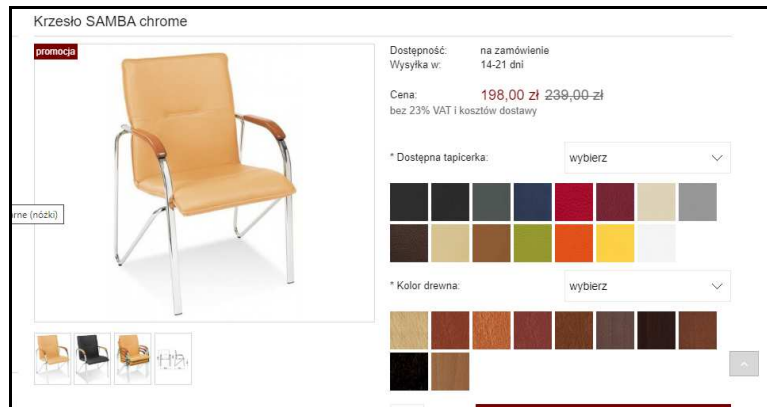 Krzesło SAMBA chrome
promocja
Dostępność: na zamówienie
Wysyłka w: 14-21 dni
Cena: 198,00 zł 239,00 zł
bez 23% VAT i kosztów dostawy
* Dostępna tapicerka: wybierz
rne (nóżki)
* Kolor drewna: wybierz